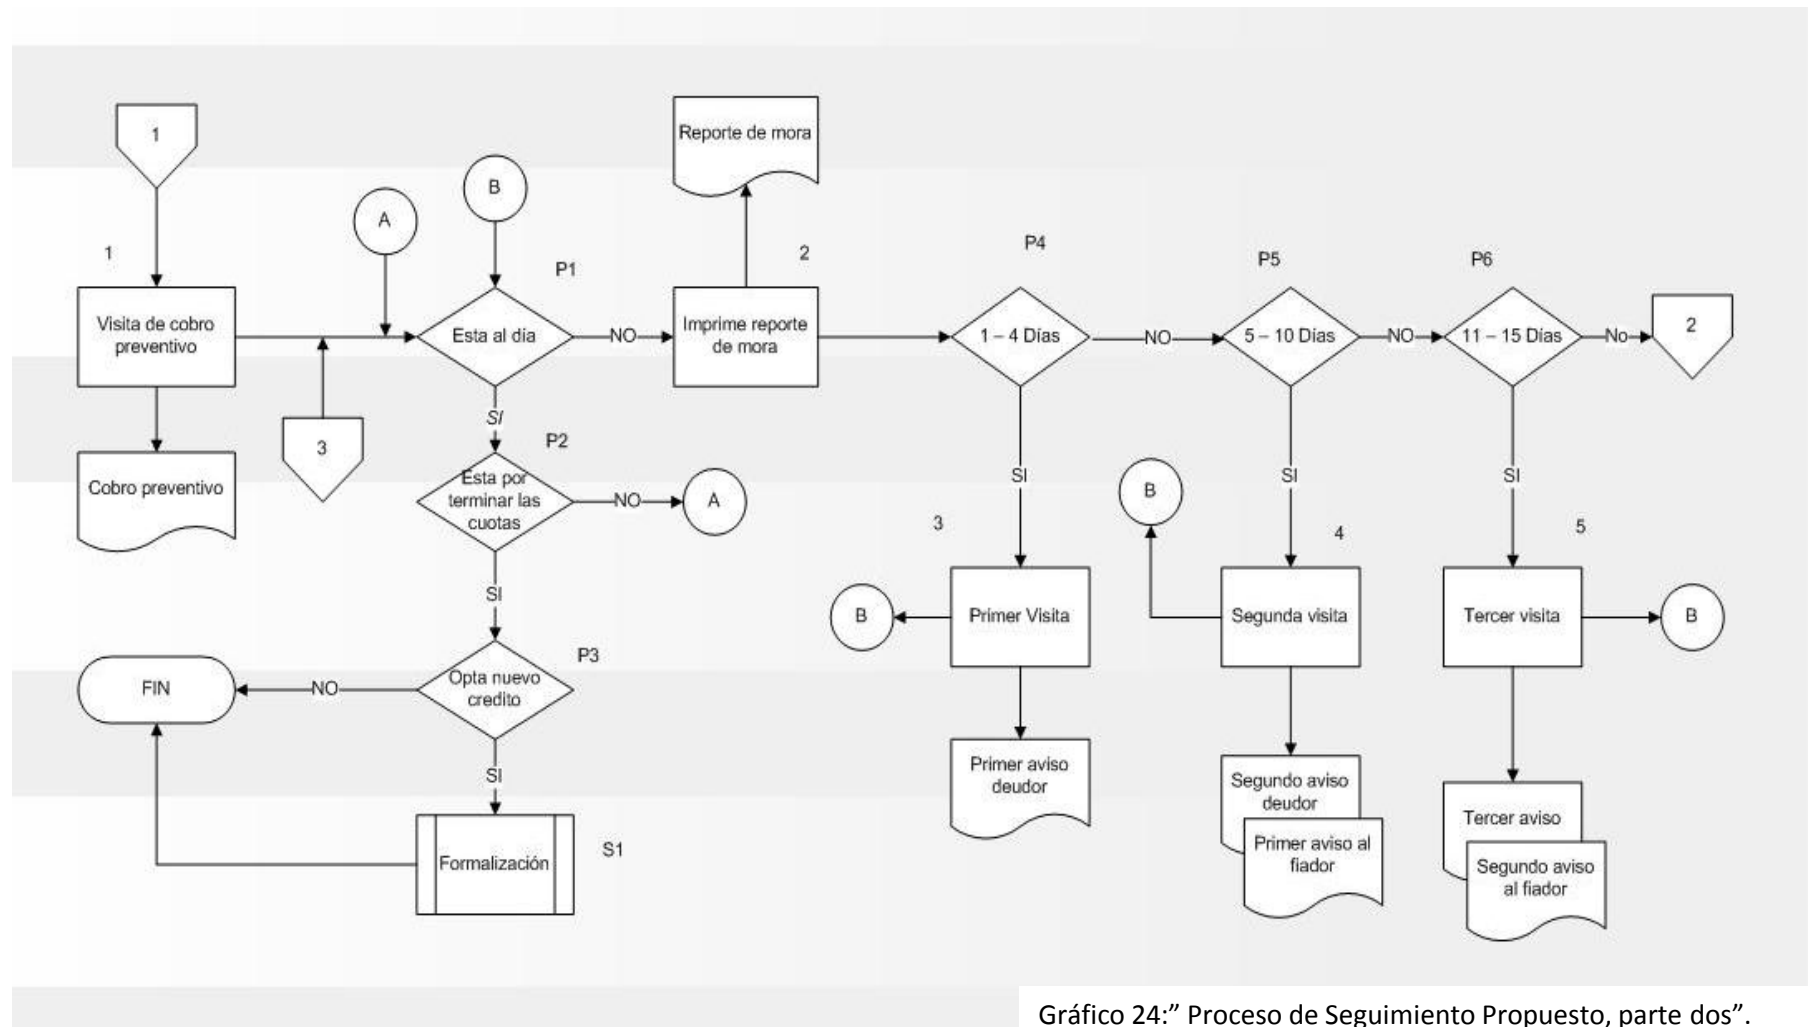 1
A
B
Reporte de mora
1
P1
2
P4
P5
P6
Visita de cobro
preventivo
Esta al día
NO
Imprime reporte
de mora
1 – 4 Días
NO
5 – 10 Días
NO
11 – 15 Días
No
2
SI
3
P2
Cobro preventivo
Esta por
terminar las
cuotas
NO
A
SI
SI
SI
B
3
4
5
SI
B
Primer Visita
Segunda visita
Tercer visita
B
P3
FIN
NO
Opta nuevo
credito
SI
Primer aviso
deudor
Segundo aviso
deudor
Primer aviso al
fiador
Tercer aviso
Segundo aviso
al fiador
Formalización
S1
Gráfico 24:” Proceso de Seguimiento Propuesto, parte dos”.